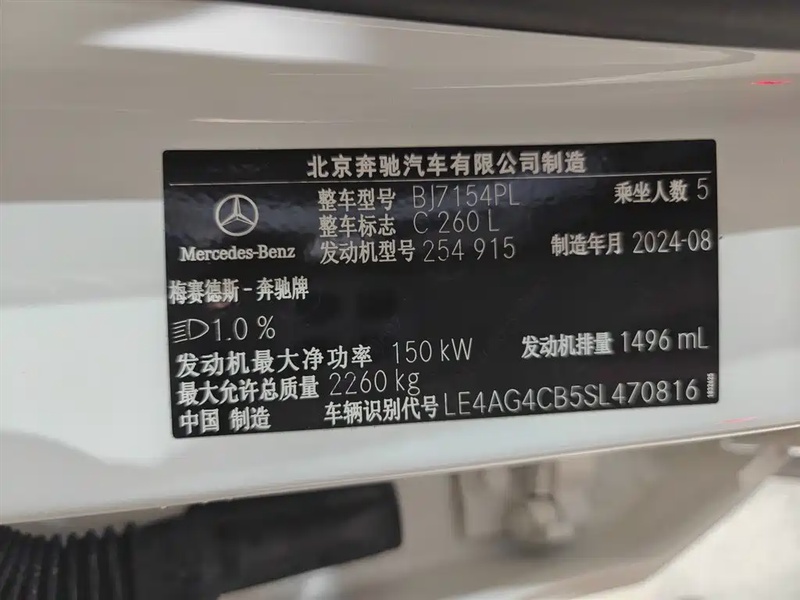 北京奔驰汽车有限公司制造
整车型号 BJ7154PL 乘坐人数 5
整车标志 C 260 L
Mercedes-Benz 发动机型号 254 915 制造年月 2024-08
梅赛德斯-奔驰牌
1.0 %
发动机最大净功率 150 kW 发动机排量 1496 mL
最大允许总质量 2260 kg
中国 制造 车辆识别代号 LE4AG4CB5SL470816